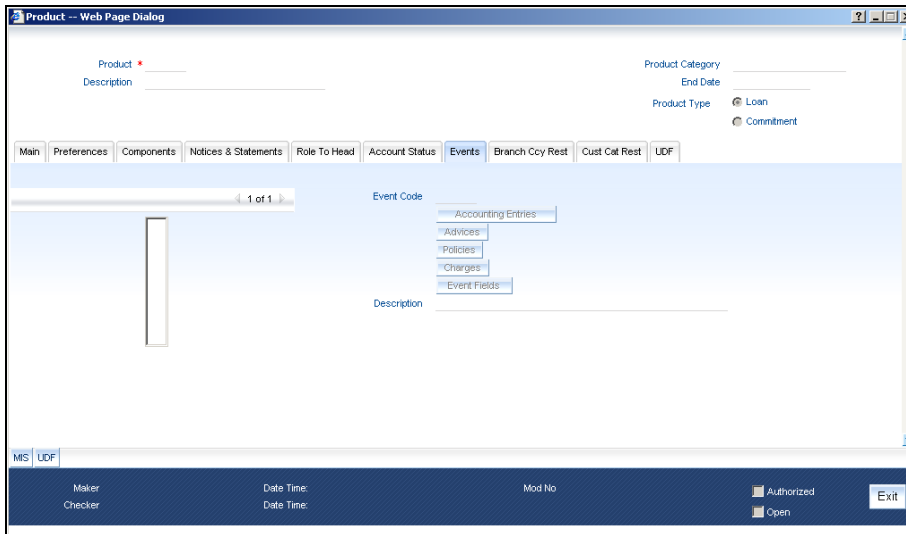 Product -- Web Page Dialog
Product *
Product Category
Description
End Date
Product Type
Loan
Commitment
Main Preferences Components Notices & Statements Role To Head Account Status Events Branch Ccy Rest Cust Cat Rest UDF
1 of 1
Event Code
Accounting Entries
Advices
Policies
Charges
Event Fields
Description
MIS UDF
Maker Date Time: Mod No
Authorized
Exit
Checker Date Time:
Open